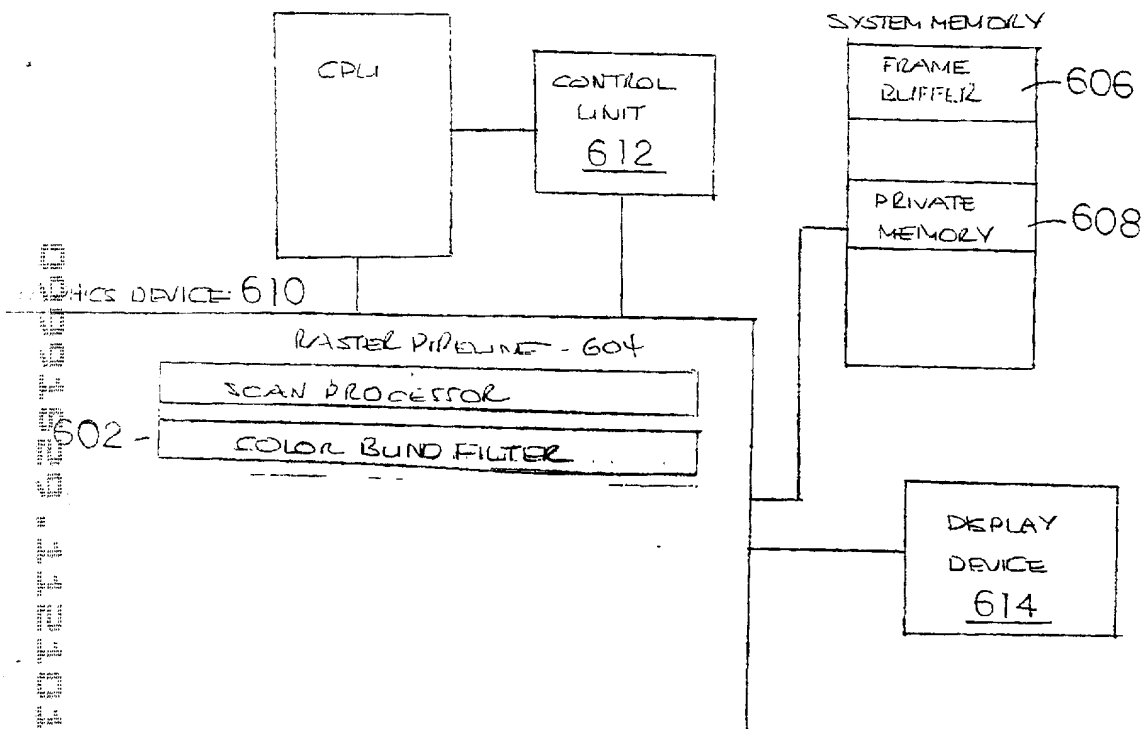 SYSTEM MEMORY
CPU
CONTROL
UNIT
612
FRAME
BUFFER
606
PRIVATE
MEMORY
608
DEVICE 610
RASTER PIPELINE - 604
SCAN PROCESSOR
602 -
COLOR BLIND FILTER
DISPLAY
DEVICE
614